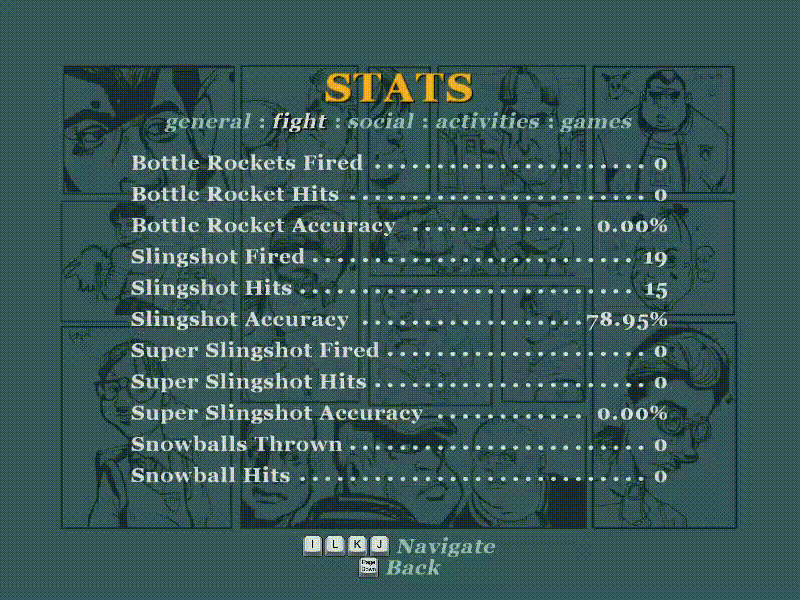 STATS
general : fight : social : activities : games
Bottle Rockets Fired ........................ 0
Bottle Rocket Hits .......................... 0
Bottle Rocket Accuracy ............... 0.00%
Slingshot Fired ............................ 19
Slingshot Hits ............................. 15
Slingshot Accuracy .................... 78.95%
Super Slingshot Fired ....................... 0
Super Slingshot Hits ........................ 0
Super Slingshot Accuracy ............. 0.00%
Snowballs Thrown .......................... 0
Snowball Hits .............................. 0
I L K J Navigate
Page Down Back